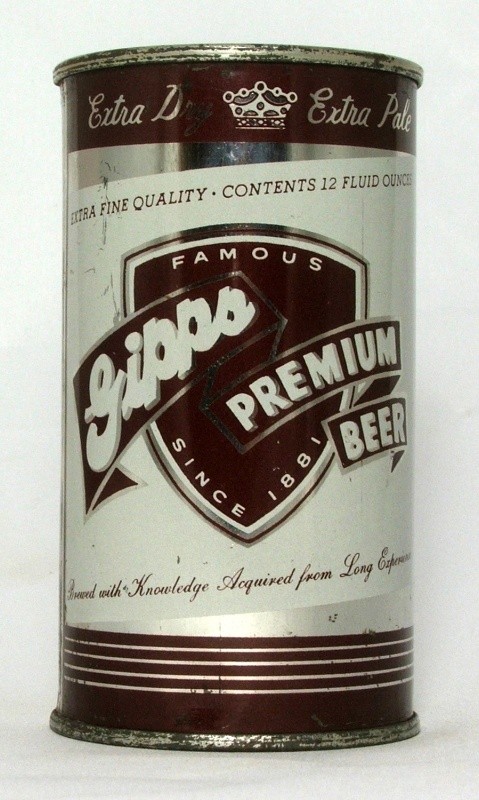 Extra Dry Extra Pale
EXTRA FINE QUALITY · CONTENTS 12 FLUID OUNCES
FAMOUS
Gipps
PREMIUM
BEER
SINCE 1881
Brewed with Knowledge Acquired from Long Experience